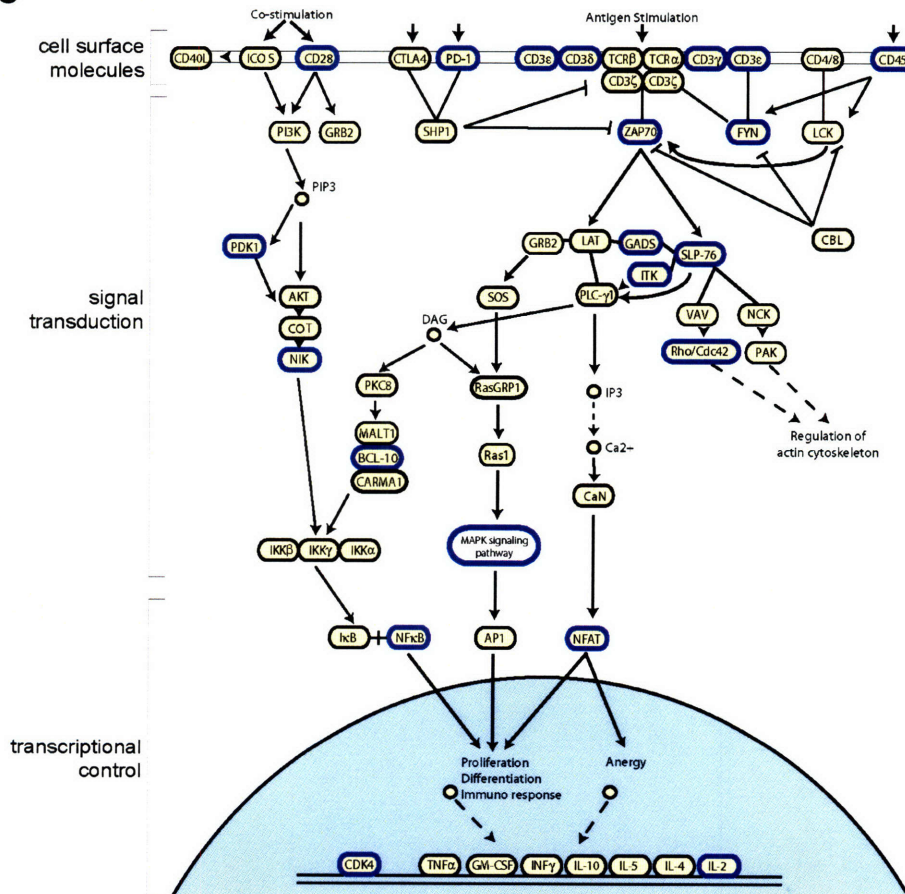 Co-stimulation
Antigen Stimulation
cell surface
molecules
CD40L
ICOS
CD28
CTLA4
PD-1
CD3ε
CD3δ
TCRβ
TCRα
CD3γ
CD3ε
CD4/8
CD45
CD3ζ
CD3ζ
PI3K
GRB2
SHP1
ZAP70
FYN
LCK
PIP3
PDK1
GRB2
LAT
GADS
SLP-76
CBL
ITK
signal
transduction
AKT
SOS
PLC-γ1
VAV
NCK
COT
DAG
NIK
Rho/Cdc42
PAK
PKC8
RasGRP1
IP3
MALT1
Regulation of
actin cytoskeleton
BCL-10
Ras1
Ca2+
CARMA1
CaN
IKKβ
IKKγ
IKKα
MAPK signaling
pathway
IκB
NFκB
AP1
NFAT
transcriptional
control
Proliferation
Differentiation
Immuno response
Anergy
CDK4
TNFα
GM-CSF
INFγ
IL-10
IL-5
IL-4
IL-2